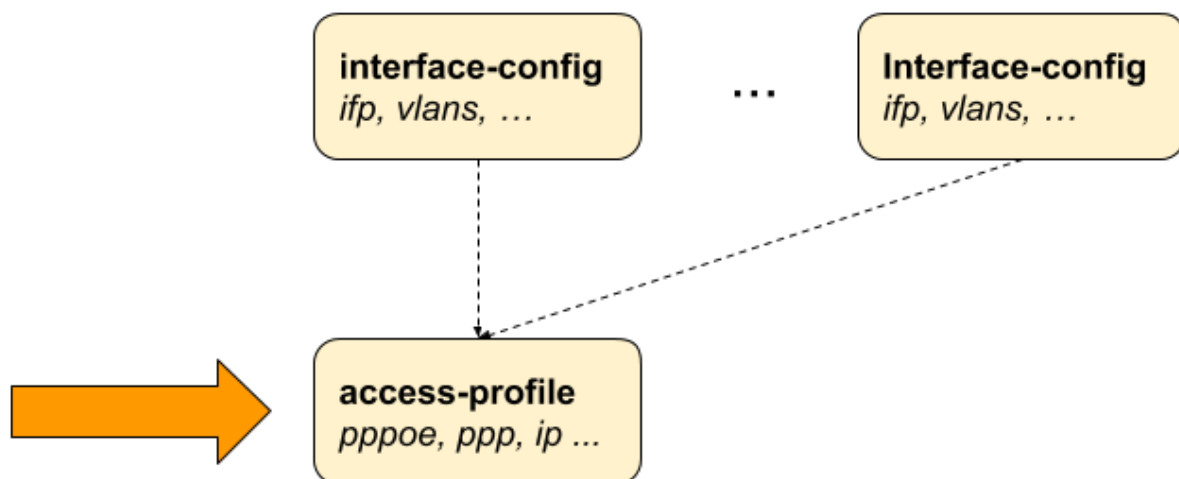 interface-config
ifp, vlans, …
...
Interface-config
ifp, vlans, …
access-profile
pppoe, ppp, ip ...